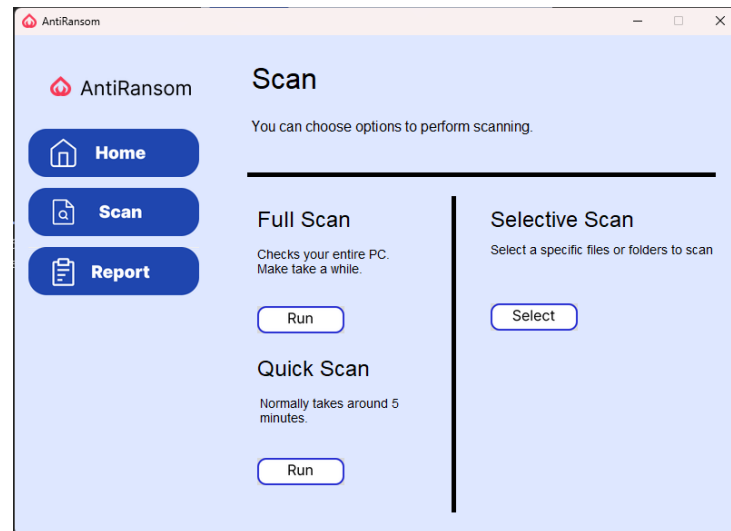 AntiRansom
AntiRansom
Home
Scan
Report
Scan
You can choose options to perform scanning.
Full Scan
Checks your entire PC.
Make take a while.
Run
Quick Scan
Normally takes around 5
minutes.
Run
Selective Scan
Select a specific files or folders to scan
Select